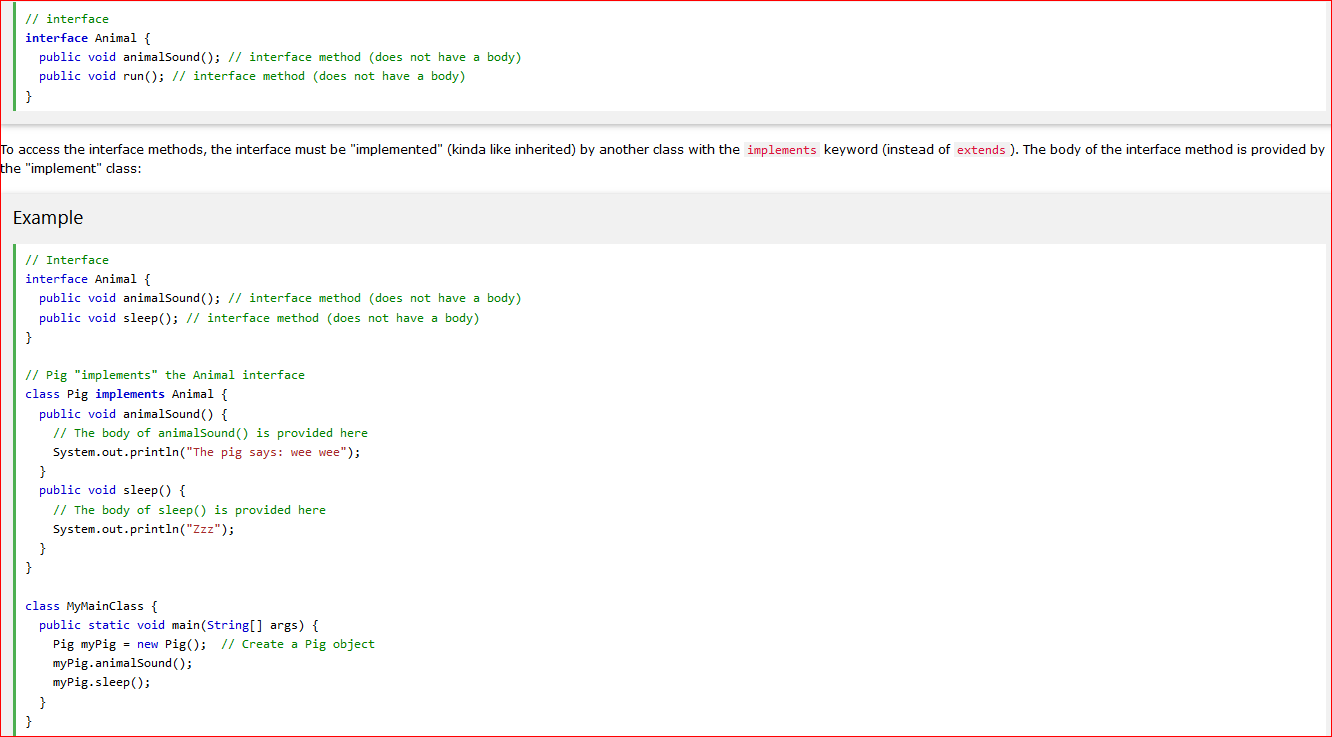 // interface
interface Animal {
  public void animalSound(); // interface method (does not have a body)
  public void run(); // interface method (does not have a body)
}
To access the interface methods, the interface must be "implemented" (kinda like inherited) by another class with the implements keyword (instead of extends). The body of the interface method is provided by
the "implement" class:
Example
// Interface
interface Animal {
  public void animalSound(); // interface method (does not have a body)
  public void sleep(); // interface method (does not have a body)
}
// Pig "implements" the Animal interface
class Pig implements Animal {
  public void animalSound() {
    // The body of animalSound() is provided here
    System.out.println("The pig says: wee wee");
  }
  public void sleep() {
    // The body of sleep() is provided here
    System.out.println("Zzz");
  }
}
class MyMainClass {
  public static void main(String[] args) {
    Pig myPig = new Pig();  // Create a Pig object
    myPig.animalSound();
    myPig.sleep();
  }
}